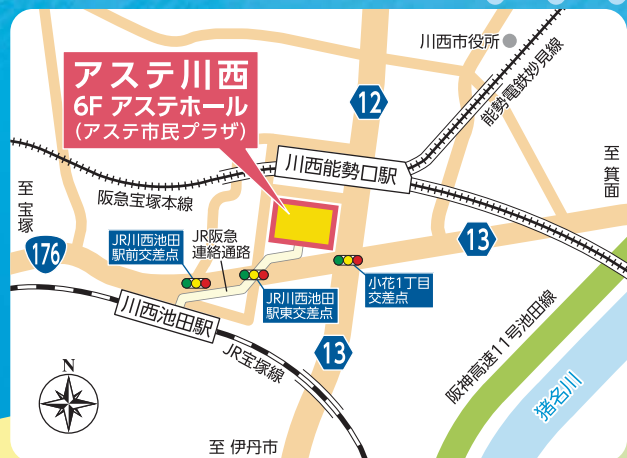 川西市役所
能勢電鉄妙見線
アステ川西
6F アステホール
(アステ市民プラザ)
12
川西能勢口駅
至 箕面
阪急宝塚本線
至 宝塚
176
JR川西池田
駅前交差点
JR阪急
連絡通路
13
小花1丁目
交差点
JR川西池田
駅東交差点
川西池田駅
JR宝塚線
13
阪神高速11号池田線
猪名川
N
至 伊丹市